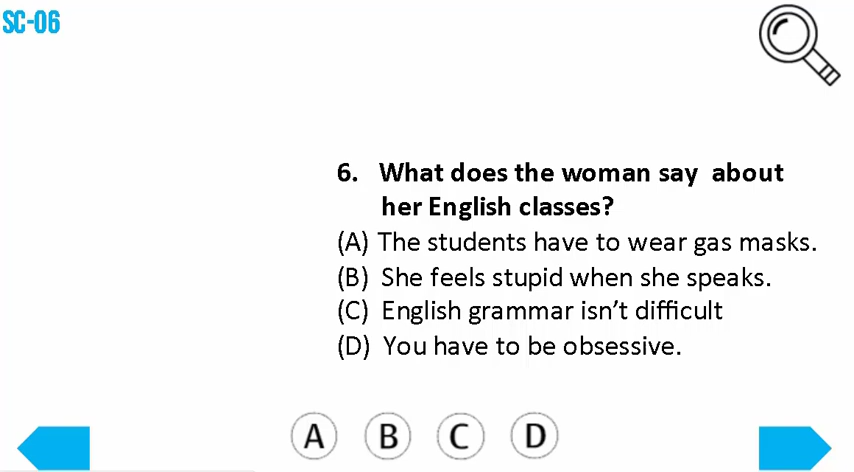 SC-06
6. What does the woman say about
her English classes?
(A) The students have to wear gas masks.
(B) She feels stupid when she speaks.
(C) English grammar isn't difficult
(D) You have to be obsessive.
A B C D